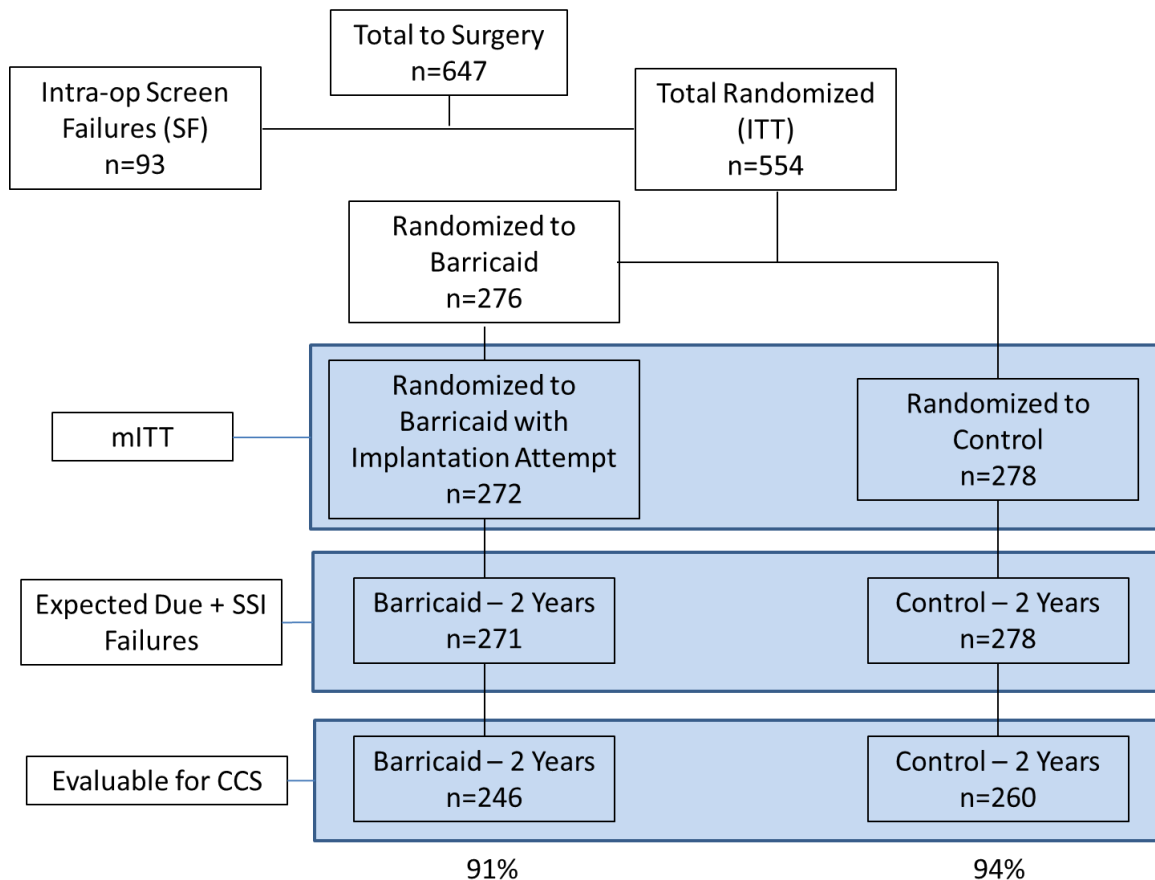 Total to Surgery
n=647
Intra-op Screen
Failures (SF)
n=93
Total Randomized
(ITT)
n=554
Randomized to
Barricaid
n=276
mITT
Randomized to
Barricaid with
Implantation Attempt
n=272
Randomized to
Control
n=278
Expected Due + SSI
Failures
Barricaid – 2 Years
n=271
Control – 2 Years
n=278
Evaluable for CCS
Barricaid – 2 Years
n=246
Control – 2 Years
n=260
91%
94%